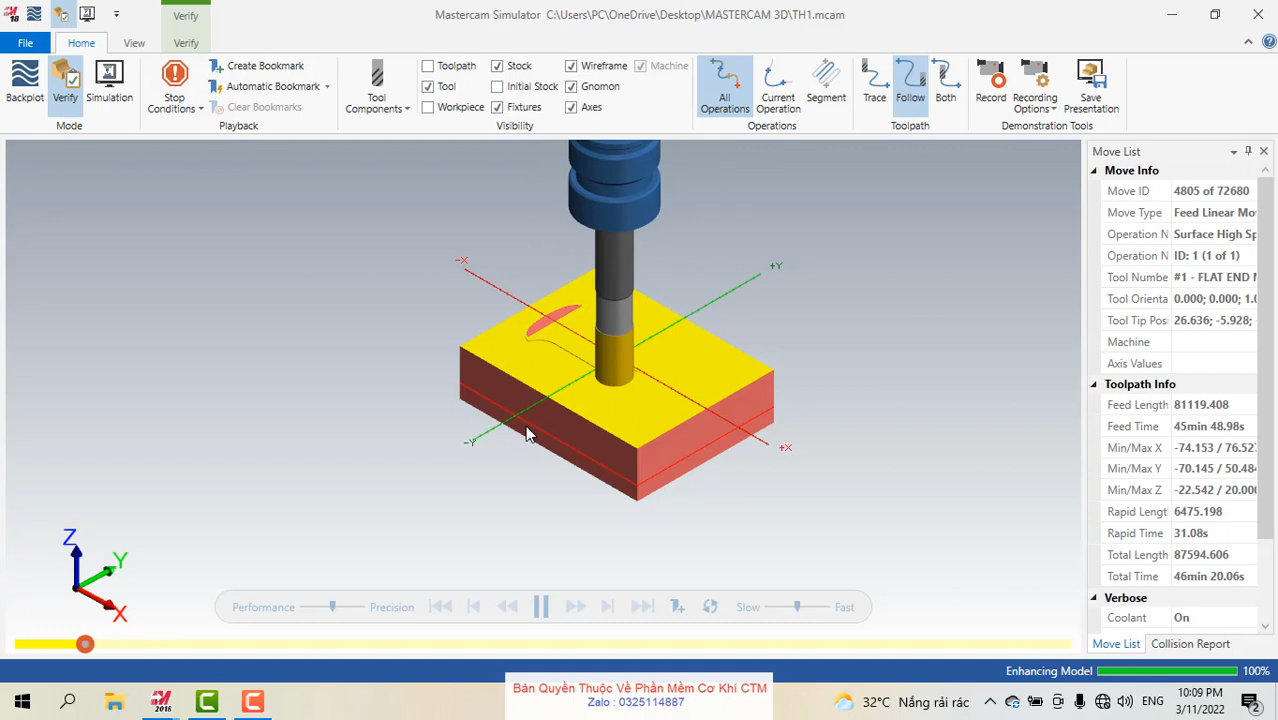 18
Verify
Mastercam Simulator C:\Users\PC\OneDrive\Desktop\MASTERCAM 3D\TH1.mcam
File
Home
View
Verify
Backplot
Verify
Simulation
Mode
Stop
Conditions
Create Bookmark
Automatic Bookmark
Clear Bookmarks
Playback
Tool
Components
Toolpath
Stock
Wireframe
Machine
Tool
Initial Stock
Gnomon
Workpiece
Fixtures
Axes
Visibility
All
Operations
Current
Operation
Segment
Operations
Trace
Follow
Both
Toolpath
Record
Recording
Options
Save
Presentation
Demonstration Tools
Move List
Move Info
Move ID 4805 of 72680
Move Type Feed Linear Mo
Operation N Surface High Sp
Operation N ID: 1 (1 of 1)
Tool Number #1 - FLAT END
Tool Orienta 0.000; 0.000; 1.0
Tool Tip Pos 26.636; -5.928;
Machine
Axis Values
Toolpath Info
Feed Length 81119.408
Feed Time 45min 48.98s
Min/Max X -74.153 / 76.527
Min/Max Y -70.145 / 50.484
Min/Max Z -22.542 / 20.000
Rapid Lengt 6475.198
Rapid Time 31.08s
Total Length 87594.606
Total Time 46min 20.06s
Verbose
Coolant On
Move List
Collision Report
-X
+Y
-Y
+X
Z
Y
X
Performance
Precision
Slow
Fast
Enhancing Model 100%
2018
Bản Quyền Thuộc Về Phần Mềm Cơ Khí CTM
Zalo : 0325114887
32°C Nắng rải rác
ENG
10:09 PM
3/11/2022
2